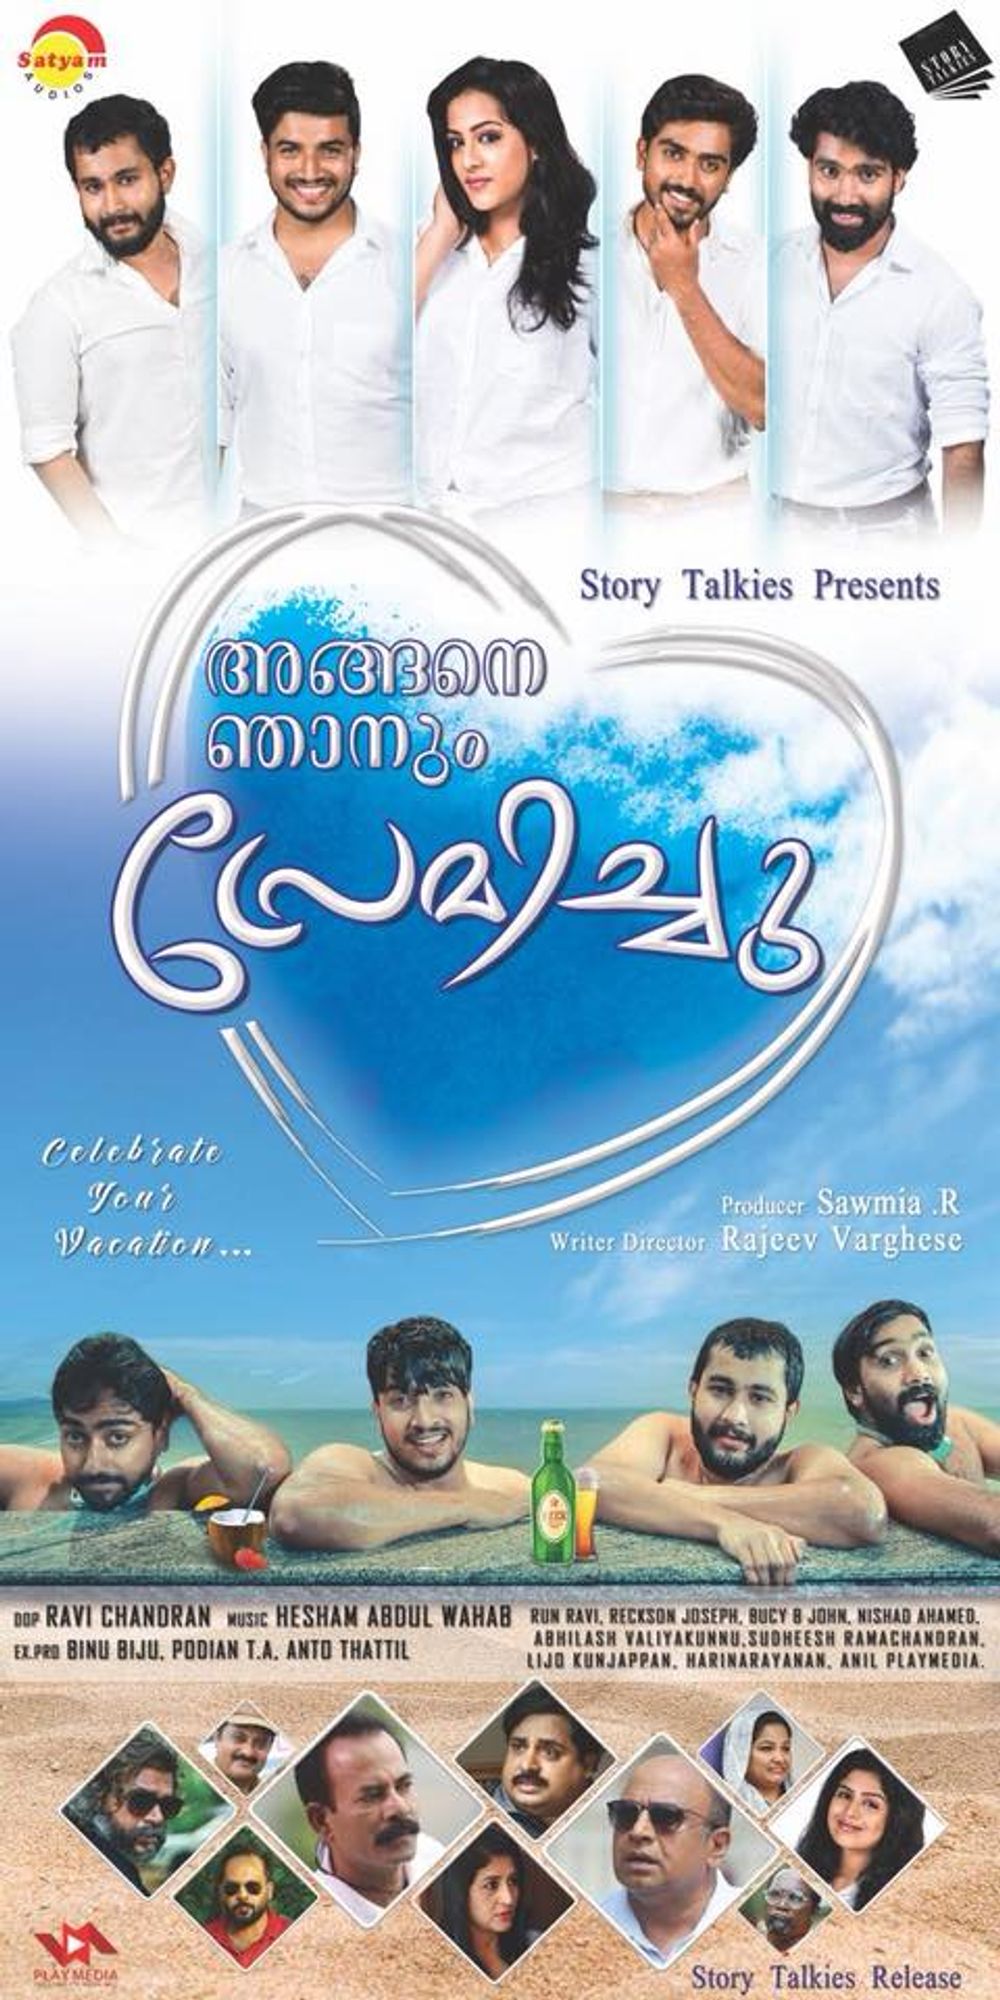 Satyam
AUDIOS
STORY
TALKIES
Story Talkies Presents
അങ്ങനെ
ഞാനും
പ്രേമിച്ചു
Celebrate
Your
Vacation...
Producer Sawmia .R
Writer Director Rajeev Varghese
DOP RAVI CHANDRAN MUSIC HESHAM ABDUL WAHAB
EX.PRO BINU BIJU, PODIAN T.A, ANTO THATTIL
RUN RAVI, RECKSON JOSEPH, BUCY B JOHN, NISHAD AHAMED,
ABHILASH VALIYAKUNNU,SUDHEESH RAMACHANDRAN,
LIJO KUNJAPPAN, HARINARAYANAN, ANIL PLAYMEDIA.
PLAY MEDIA
Story Talkies Release